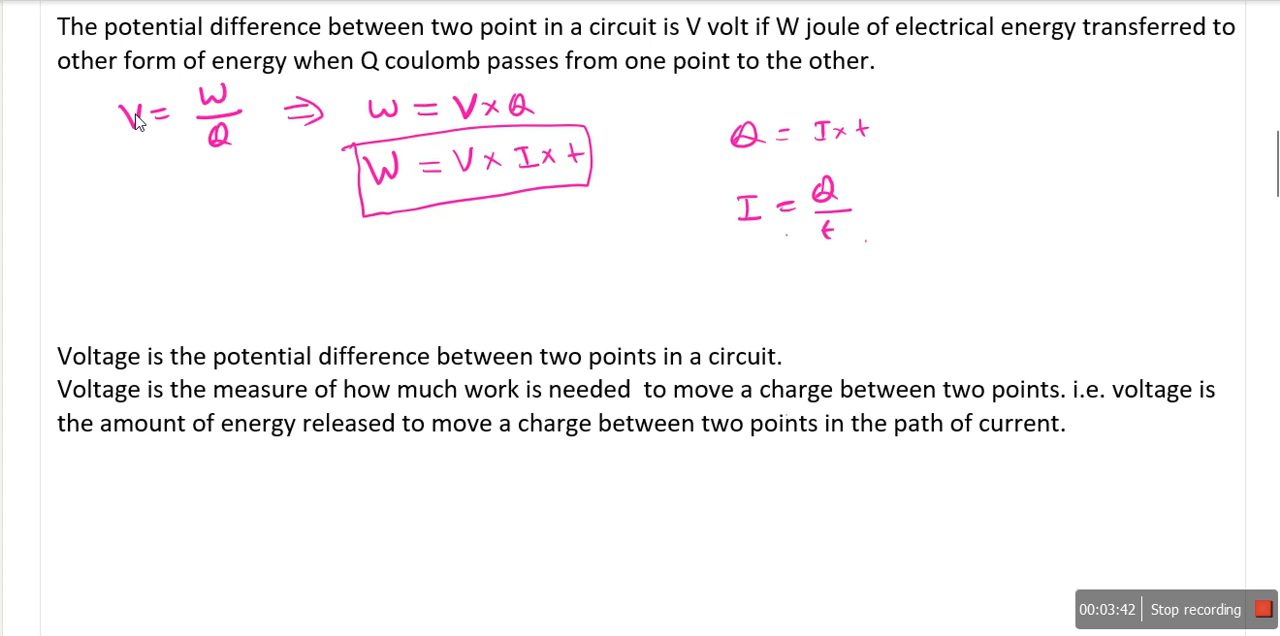 The potential difference between two point in a circuit is V volt if W joule of electrical energy transferred to
other form of energy when Q coulomb passes from one point to the other.
V = W/Q ⇒ W = V × Q
Q = I × t
W = V × I × t
I = Q/t
Voltage is the potential difference between two points in a circuit.
Voltage is the measure of how much work is needed to move a charge between two points. i.e. voltage is
the amount of energy released to move a charge between two points in the path of current.
00:03:42 Stop recording